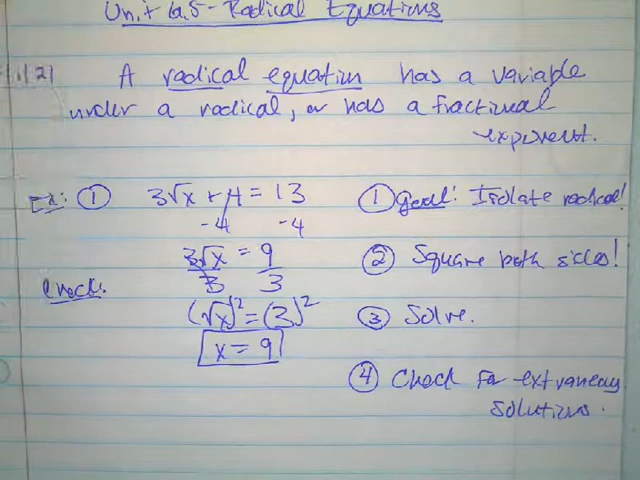 Unit 6.5 - Radical Equations
A radical equation has a variable
under a radical, or has a fractional
exponent.
Ex: ① 3√x + 4 = 13
-4 -4
3√x = 9
3 3
Check:
(√x)² = (3)²
x = 9
① Goal: Isolate radical!
② Square both sides!
③ Solve.
④ Check for extraneous
solutions.